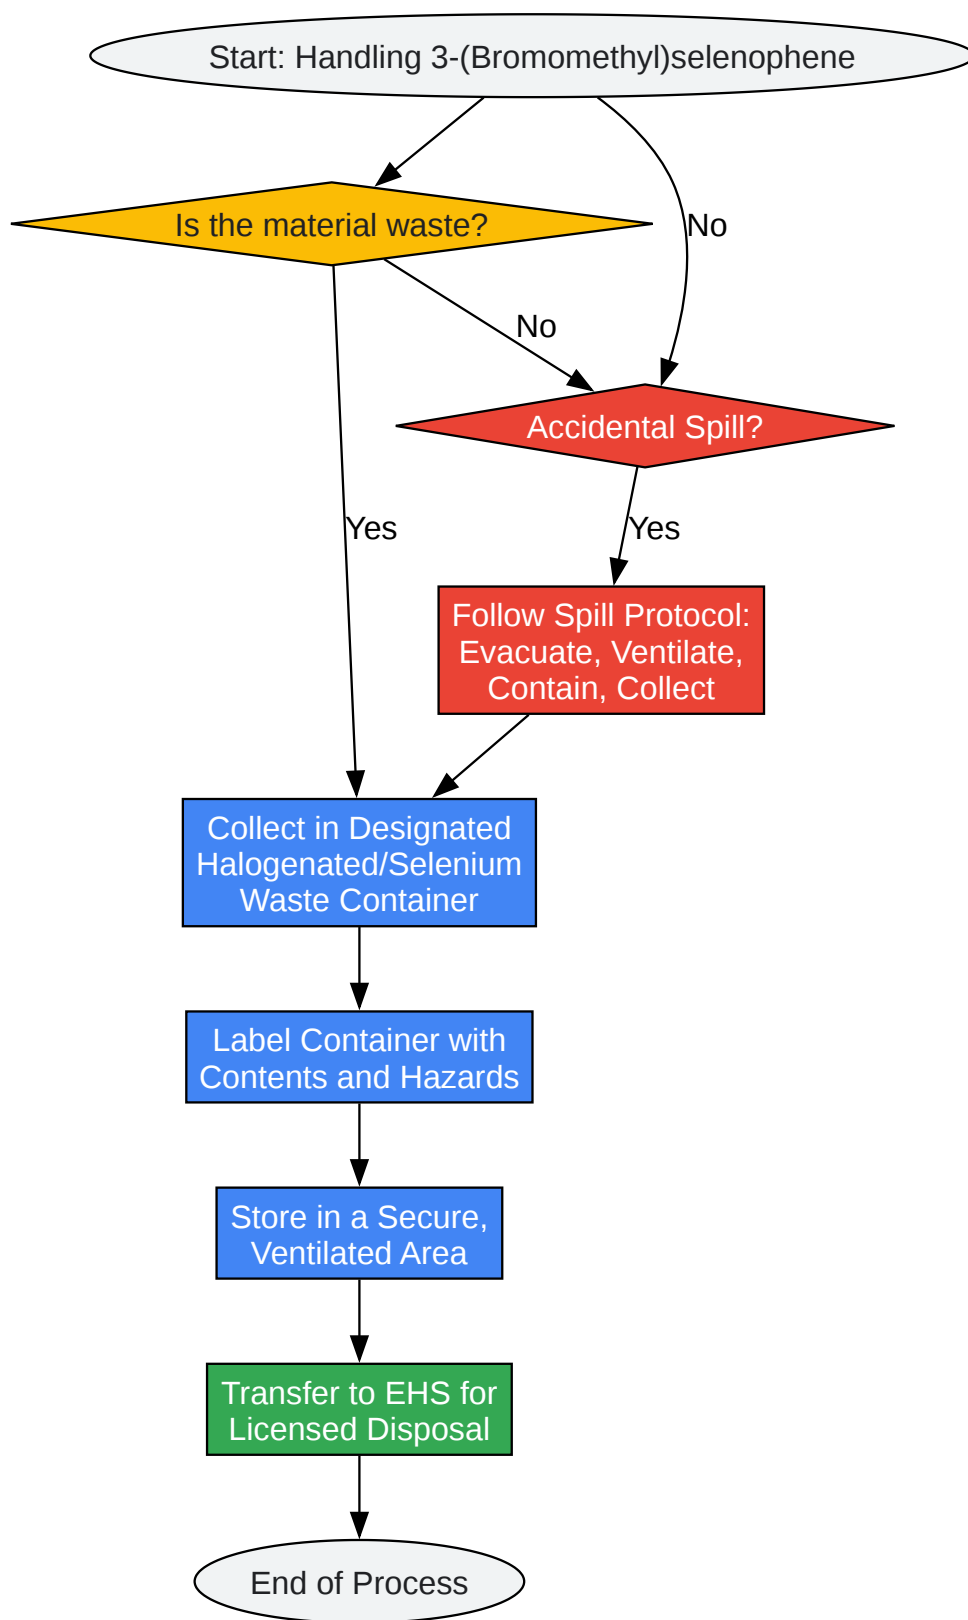 Start: Handling 3-(Bromomethyl)selenophene
Is the material waste?
No
No
Accidental Spill?
Yes
Yes
Follow Spill Protocol:
Evacuate, Ventilate,
Contain, Collect
Collect in Designated
Halogenated/Selenium
Waste Container
Label Container with
Contents and Hazards
Store in a Secure,
Ventilated Area
Transfer to EHS for
Licensed Disposal
End of Process